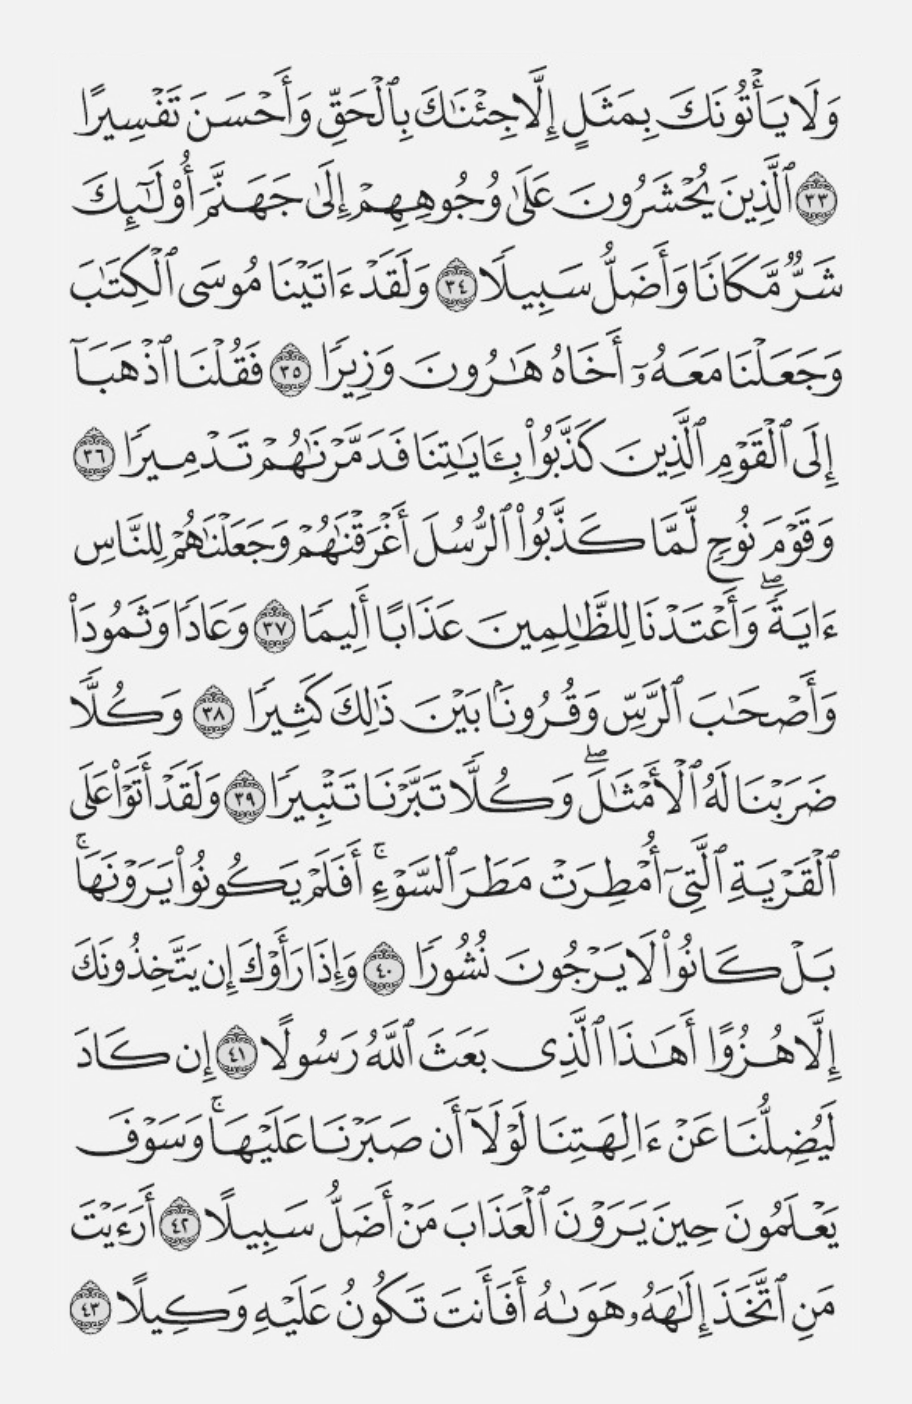 وَلَا يَأْتُونَكَ بِمَثَلٍ إِلَّا جِئْنَٰكَ بِٱلْحَقِّ وَأَحْسَنَ تَفْسِيرًا
٣٣ ٱلَّذِينَ يُحْشَرُونَ عَلَىٰ وُجُوهِهِمْ إِلَىٰ جَهَنَّمَ أُو۟لَٰٓئِكَ
شَرٌّ مَّكَانًا وَأَضَلُّ سَبِيلًا ٣٤ وَلَقَدْ ءَاتَيْنَا مُوسَى ٱلْكِتَٰبَ
وَجَعَلْنَا مَعَهُۥٓ أَخَاهُ هَٰرُونَ وَزِيرًا ٣٥ فَقُلْنَا ٱذْهَبَآ
إِلَى ٱلْقَوْمِ ٱلَّذِينَ كَذَّبُوا۟ بِـَٔايَٰتِنَا فَدَمَّرْنَٰهُمْ تَدْمِيرًا ٣٦
وَقَوْمَ نُوحٍ لَّمَّا كَذَّبُوا۟ ٱلرُّسُلَ أَغْرَقْنَٰهُمْ وَجَعَلْنَٰهُمْ لِلنَّاسِ
ءَايَةً ۖ وَأَعْتَدْنَا لِلظَّٰلِمِينَ عَذَابًا أَلِيمًا ٣٧ وَعَادًا وَثَمُودَا۟
وَأَصْحَٰبَ ٱلرَّسِّ وَقُرُونًۢا بَيْنَ ذَٰلِكَ كَثِيرًا ٣٨ وَكُلًّا
ضَرَبْنَا لَهُ ٱلْأَمْثَٰلَ ۖ وَكُلًّا تَبَّرْنَا تَتْبِيرًا ٣٩ وَلَقَدْ أَتَوْا۟ عَلَى
ٱلْقَرْيَةِ ٱلَّتِىٓ أُمْطِرَتْ مَطَرَ ٱلسَّوْءِ ۚ أَفَلَمْ يَكُونُوا۟ يَرَوْنَهَا ۚ
بَلْ كَانُوا۟ لَا يَرْجُونَ نُشُورًا ٤٠ وَإِذَا رَأَوْكَ إِن يَتَّخِذُونَكَ
إِلَّا هُزُوًا أَهَٰذَا ٱلَّذِى بَعَثَ ٱللَّهُ رَسُولًا ٤١ إِن كَادَ
لَيُضِلُّنَا عَنْ ءَالِهَتِنَا لَوْلَآ أَن صَبَرْنَا عَلَيْهَا ۚ وَسَوْفَ
يَعْلَمُونَ حِينَ يَرَوْنَ ٱلْعَذَابَ مَنْ أَضَلُّ سَبِيلًا ٤٢ أَرَءَيْتَ
مَنِ ٱتَّخَذَ إِلَٰهَهُۥ هَوَىٰهُ أَفَأَنتَ تَكُونُ عَلَيْهِ وَكِيلًا ٤٣